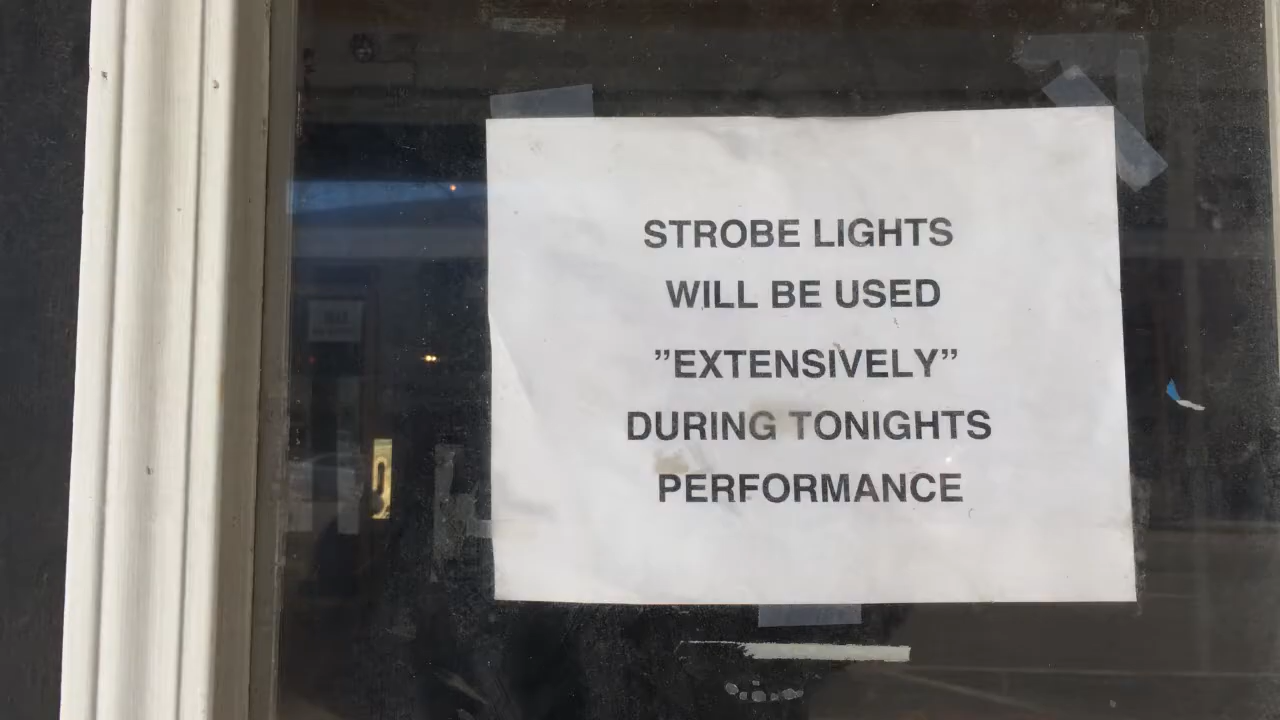 STROBE LIGHTS
WILL BE USED
”EXTENSIVELY”
DURING TONIGHTS
PERFORMANCE